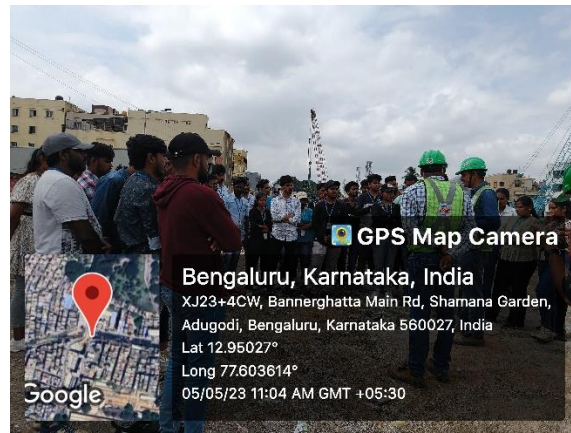 GPS Map Camera
Bengaluru, Karnataka, India
XJ23+4CW, Bannerghatta Main Rd, Shamana Garden,
Adugodi, Bengaluru, Karnataka 560027, India
Lat 12.95027°
Long 77.603614°
05/05/23 11:04 AM GMT +05:30
Google